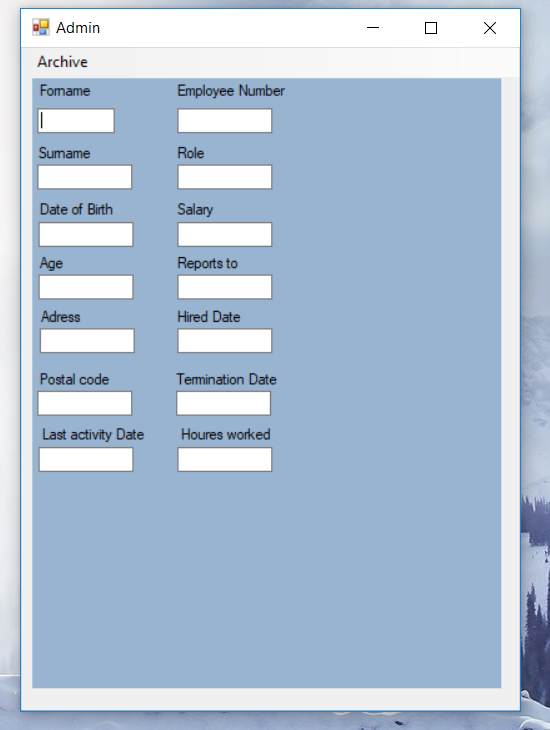 Admin
Archive
Forname Employee Number
Surname Role
Date of Birth Salary
Age Reports to
Adress Hired Date
Postal code Termination Date
Last activity Date Houres worked